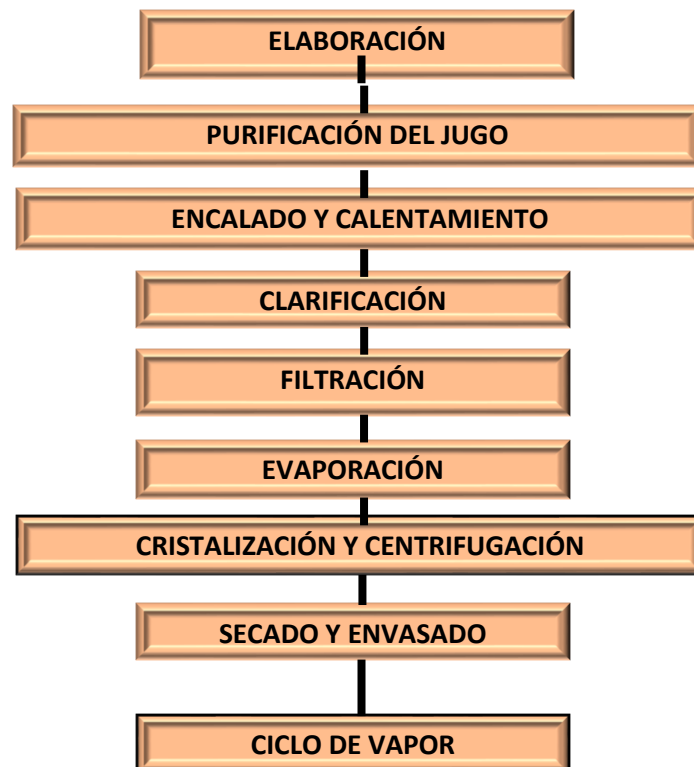 ELABORACIÓN
PURIFICACIÓN DEL JUGO
ENCALADO Y CALENTAMIENTO
CLARIFICACIÓN
FILTRACIÓN
EVAPORACIÓN
CRISTALIZACIÓN Y CENTRIFUGACIÓN
SECADO Y ENVASADO
CICLO DE VAPOR